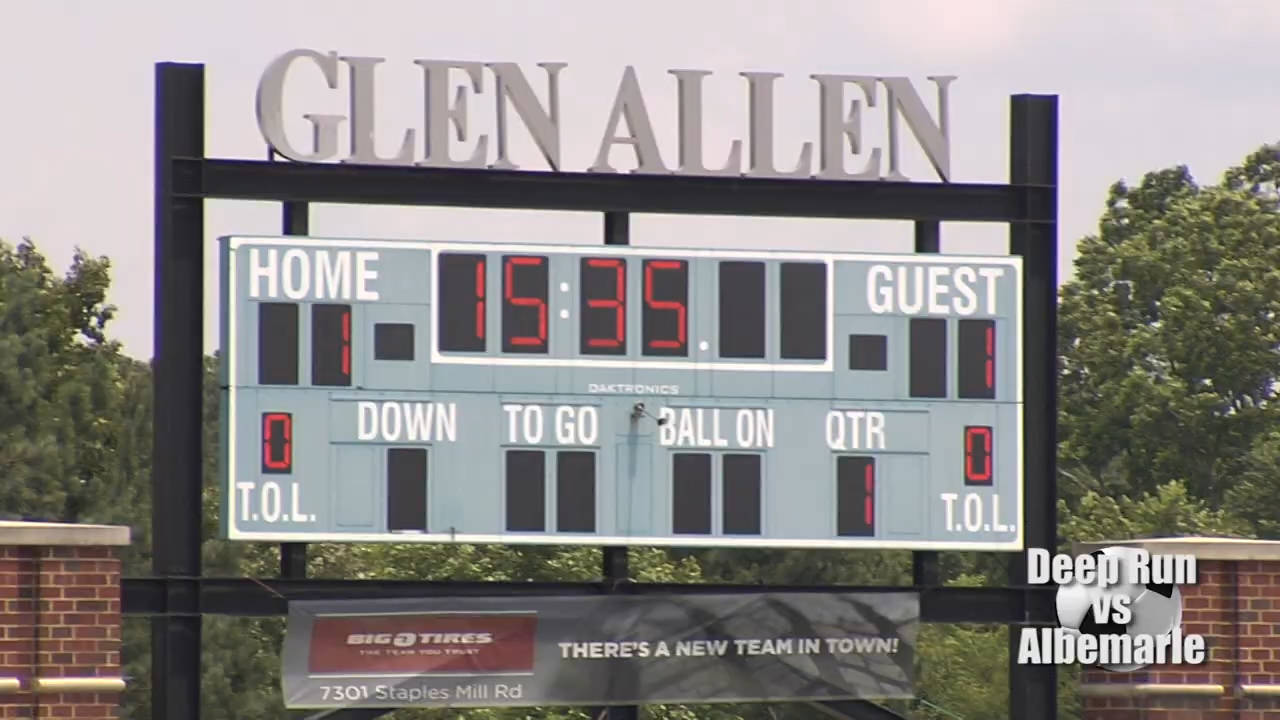 GLEN ALLEN
HOME 15:35. GUEST
1 1
DAKTRONICS
DOWN TO GO BALL ON QTR
0 1 0
T.O.L. T.O.L.
Deep Run
vs
Albemarle
BIG O TIRES
THE TEAM YOU TRUST
THERE'S A NEW TEAM IN TOWN!
7301 Staples Mill Rd